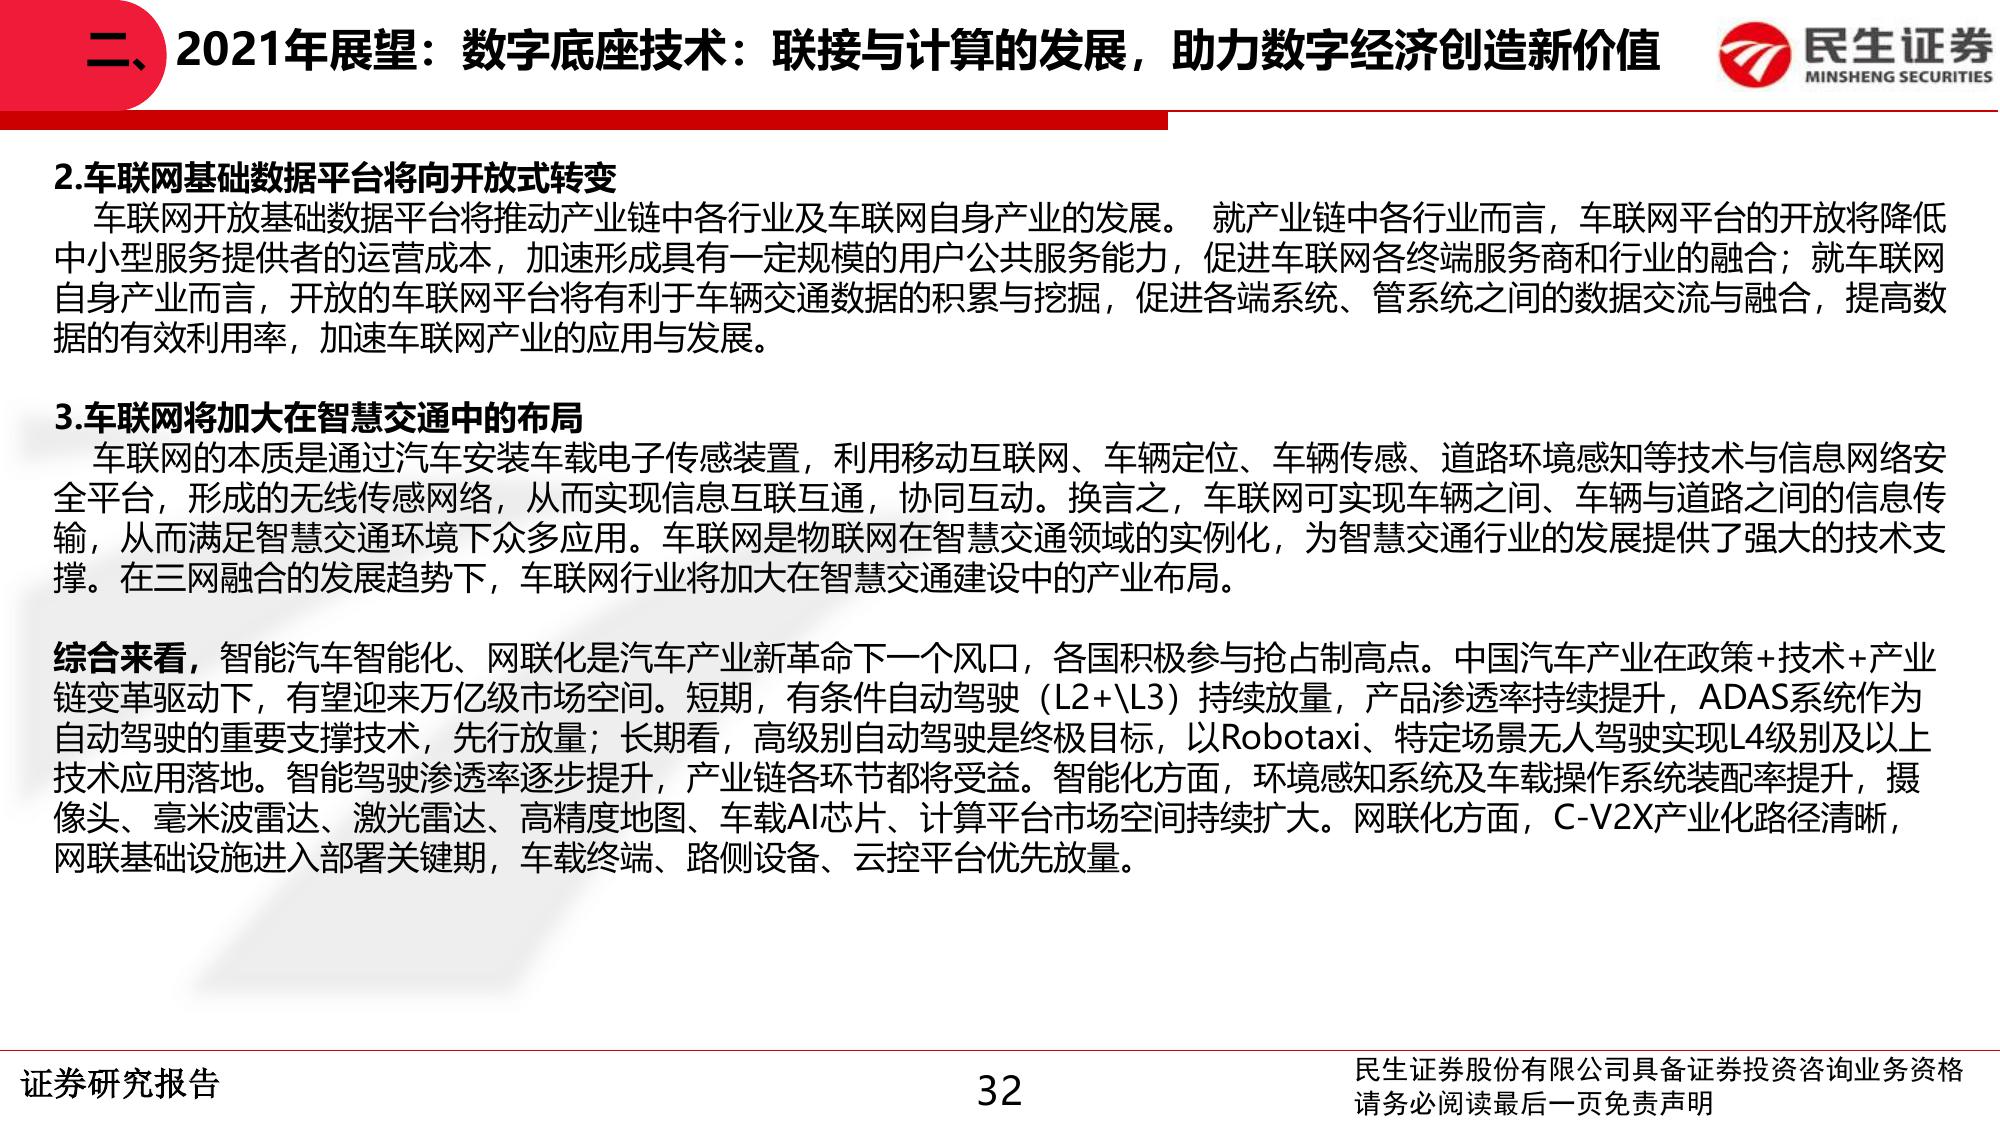 二、2021年展望：数字底座技术：联接与计算的发展，助力数字经济创造新价值
民生证券
MINSHENG SECURITIES
2.车联网基础数据平台将向开放式转变
车联网开放基础数据平台将推动产业链中各行业及车联网自身产业的发展。 就产业链中各行业而言，车联网平台的开放将降低
中小型服务提供者的运营成本，加速形成具有一定规模的用户公共服务能力，促进车联网各终端服务商和行业的融合；就车联网
自身产业而言，开放的车联网平台将有利于车辆交通数据的积累与挖掘，促进各端系统、管系统之间的数据交流与融合，提高数
据的有效利用率，加速车联网产业的应用与发展。
3.车联网将加大在智慧交通中的布局
车联网的本质是通过汽车安装车载电子传感装置，利用移动互联网、车辆定位、车辆传感、道路环境感知等技术与信息网络安
全平台，形成的无线传感网络，从而实现信息互联互通，协同互动。换言之，车联网可实现车辆之间、车辆与道路之间的信息传
输，从而满足智慧交通环境下众多应用。车联网是物联网在智慧交通领域的实例化，为智慧交通行业的发展提供了强大的技术支
撑。在三网融合的发展趋势下，车联网行业将加大在智慧交通建设中的产业布局。
综合来看，智能汽车智能化、网联化是汽车产业新革命下一个风口，各国积极参与抢占制高点。中国汽车产业在政策+技术+产业
链变革驱动下，有望迎来万亿级市场空间。短期，有条件自动驾驶（L2+\L3）持续放量，产品渗透率持续提升，ADAS系统作为
自动驾驶的重要支撑技术，先行放量；长期看，高级别自动驾驶是终极目标，以Robotaxi、特定场景无人驾驶实现L4级别及以上
技术应用落地。智能驾驶渗透率逐步提升，产业链各环节都将受益。智能化方面，环境感知系统及车载操作系统装配率提升，摄
像头、毫米波雷达、激光雷达、高精度地图、车载AI芯片、计算平台市场空间持续扩大。网联化方面，C-V2X产业化路径清晰，
网联基础设施进入部署关键期，车载终端、路侧设备、云控平台优先放量。
证券研究报告
32
民生证券股份有限公司具备证券投资咨询业务资格
请务必阅读最后一页免责声明